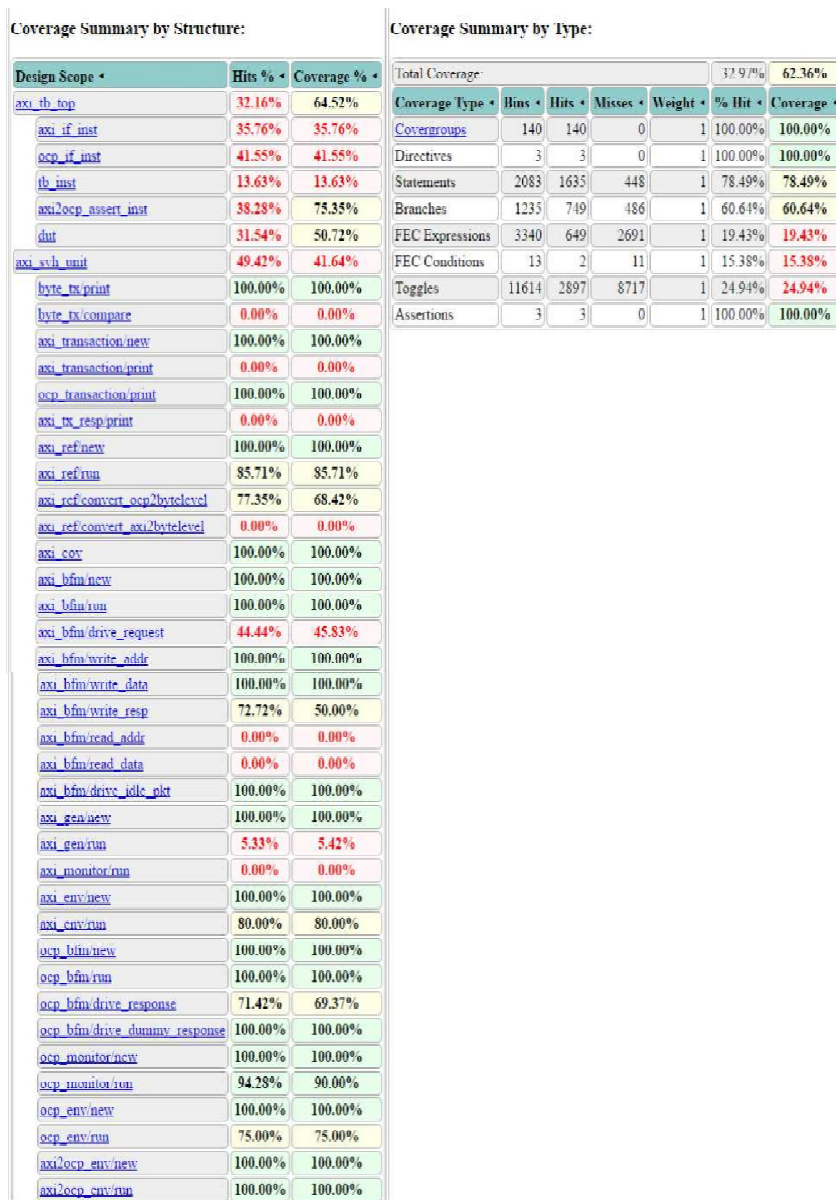 Coverage Summary by Structure:
Design Scope Hits % Coverage %
axi_tb_top 32.16% 64.52%
axi_if_inst 35.76% 35.76%
ocp_if_inst 41.55% 41.55%
tb_inst 13.63% 13.63%
axi2ocp_assert_inst 38.28% 75.35%
dut 31.54% 50.72%
axi_svh_unit 49.42% 41.64%
byte_tx/print 100.00% 100.00%
byte_tx/compare 0.00% 0.00%
axi_transaction/new 100.00% 100.00%
axi_transaction/print 0.00% 0.00%
ocp_transaction/print 100.00% 100.00%
axi_tx_resp/print 0.00% 0.00%
axi_ref/new 100.00% 100.00%
axi_ref/run 85.71% 85.71%
axi_ref/convert_ocp2bytelevel 77.35% 68.42%
axi_ref/convert_axi2bytelevel 0.00% 0.00%
axi_cov 100.00% 100.00%
axi_bfm/new 100.00% 100.00%
axi_bfm/run 100.00% 100.00%
axi_bfm/drive_request 44.44% 45.83%
axi_bfm/write_addr 100.00% 100.00%
axi_bfm/write_data 100.00% 100.00%
axi_bfm/write_resp 72.72% 50.00%
axi_bfm/read_addr 0.00% 0.00%
axi_bfm/read_data 0.00% 0.00%
axi_bfm/drive_idle_pkt 100.00% 100.00%
axi_gen/new 100.00% 100.00%
axi_gen/run 5.33% 5.42%
axi_monitor/run 0.00% 0.00%
axi_env/new 100.00% 100.00%
axi_env/run 80.00% 80.00%
ocp_bfm/new 100.00% 100.00%
ocp_bfm/run 100.00% 100.00%
ocp_bfm/drive_response 71.42% 69.37%
ocp_bfm/drive_dummy_response 100.00% 100.00%
ocp_monitor/new 100.00% 100.00%
ocp_monitor/run 94.28% 90.00%
ocp_env/new 100.00% 100.00%
ocp_env/run 75.00% 75.00%
axi2ocp_env/new 100.00% 100.00%
axi2ocp_env/run 100.00% 100.00%
Coverage Summary by Type:
Total Coverage: 32.97% 62.36%
Coverage Type Bins Hits Misses Weight % Hit Coverage
Covergroups 140 140 0 1 100.00% 100.00%
Directives 3 3 0 1 100.00% 100.00%
Statements 2083 1635 448 1 78.49% 78.49%
Branches 1235 749 486 1 60.64% 60.64%
FEC Expressions 3340 649 2691 1 19.43% 19.43%
FEC Conditions 13 2 11 1 15.38% 15.38%
Toggles 11614 2897 8717 1 24.94% 24.94%
Assertions 3 3 0 1 100.00% 100.00%